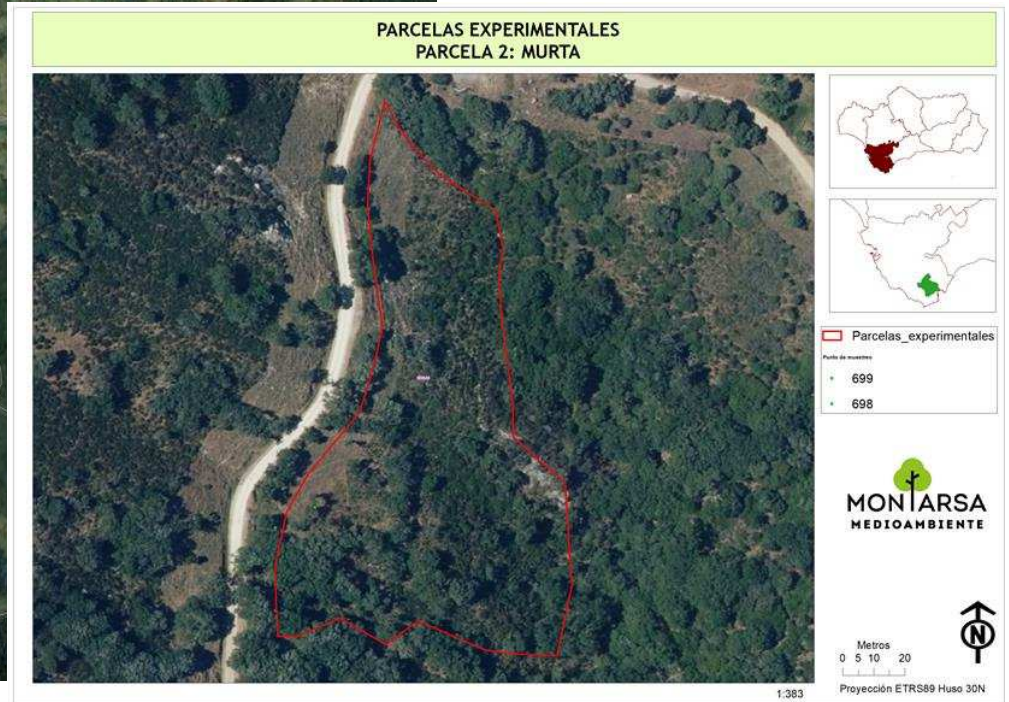 PARCELAS EXPERIMENTALES
PARCELA 2: MURTA
Parcelas_experimentales
Punto de muestreo
699
698
MONTARSA
MEDIOAMBIENTE
N
Metros
0 5 10 20
1:383
Proyección ETRS89 Huso 30N